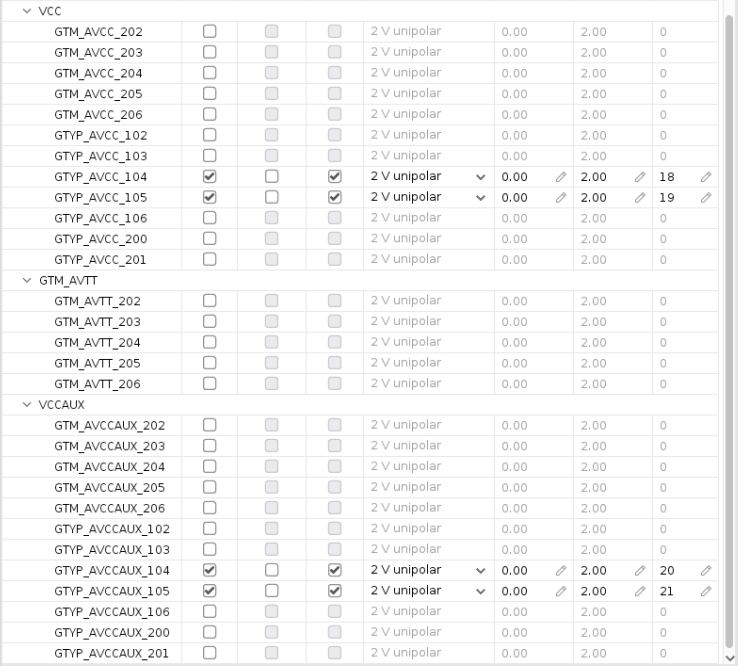 VCC
GTM_AVCC_202 2 V unipolar 0.00 2.00 0
GTM_AVCC_203 2 V unipolar 0.00 2.00 0
GTM_AVCC_204 2 V unipolar 0.00 2.00 0
GTM_AVCC_205 2 V unipolar 0.00 2.00 0
GTM_AVCC_206 2 V unipolar 0.00 2.00 0
GTYP_AVCC_102 2 V unipolar 0.00 2.00 0
GTYP_AVCC_103 2 V unipolar 0.00 2.00 0
GTYP_AVCC_104 2 V unipolar 0.00 2.00 18
GTYP_AVCC_105 2 V unipolar 0.00 2.00 19
GTYP_AVCC_106 2 V unipolar 0.00 2.00 0
GTYP_AVCC_200 2 V unipolar 0.00 2.00 0
GTYP_AVCC_201 2 V unipolar 0.00 2.00 0
GTM_AVTT
GTM_AVTT_202 2 V unipolar 0.00 2.00 0
GTM_AVTT_203 2 V unipolar 0.00 2.00 0
GTM_AVTT_204 2 V unipolar 0.00 2.00 0
GTM_AVTT_205 2 V unipolar 0.00 2.00 0
GTM_AVTT_206 2 V unipolar 0.00 2.00 0
VCCAUX
GTM_AVCCAUX_202 2 V unipolar 0.00 2.00 0
GTM_AVCCAUX_203 2 V unipolar 0.00 2.00 0
GTM_AVCCAUX_204 2 V unipolar 0.00 2.00 0
GTM_AVCCAUX_205 2 V unipolar 0.00 2.00 0
GTM_AVCCAUX_206 2 V unipolar 0.00 2.00 0
GTYP_AVCCAUX_102 2 V unipolar 0.00 2.00 0
GTYP_AVCCAUX_103 2 V unipolar 0.00 2.00 0
GTYP_AVCCAUX_104 2 V unipolar 0.00 2.00 20
GTYP_AVCCAUX_105 2 V unipolar 0.00 2.00 21
GTYP_AVCCAUX_106 2 V unipolar 0.00 2.00 0
GTYP_AVCCAUX_200 2 V unipolar 0.00 2.00 0
GTYP_AVCCAUX_201 2 V unipolar 0.00 2.00 0